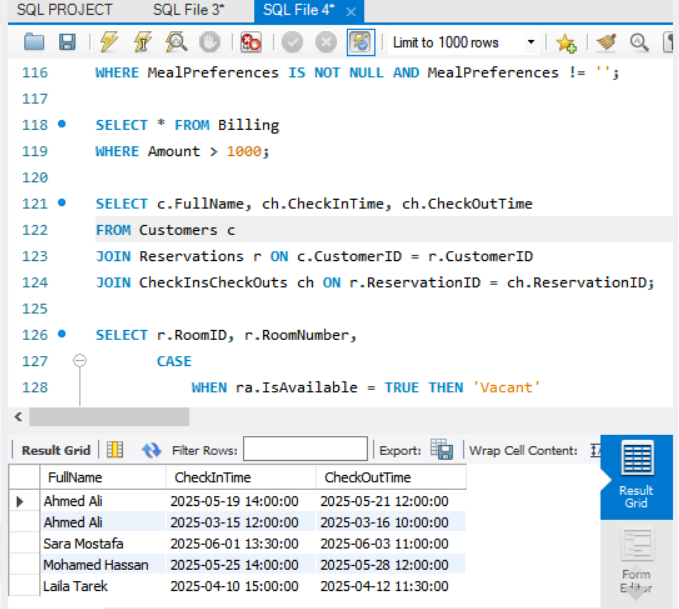 SQL PROJECT SQL File 3* SQL File 4* ×
Limit to 1000 rows
116 WHERE MealPreferences IS NOT NULL AND MealPreferences != '';
117
118 SELECT * FROM Billing
119 WHERE Amount > 1000;
120
121 SELECT c.FullName, ch.CheckInTime, ch.CheckOutTime
122 FROM Customers c
123 JOIN Reservations r ON c.CustomerID = r.CustomerID
124 JOIN CheckInsCheckOuts ch ON r.ReservationID = ch.ReservationID;
125
126 SELECT r.RoomID, r.RoomNumber,
127 CASE
128 WHEN ra.IsAvailable = TRUE THEN 'Vacant'
Result Grid Filter Rows: Export: Wrap Cell Content:
FullName CheckInTime CheckOutTime
Ahmed Ali 2025-05-19 14:00:00 2025-05-21 12:00:00
Ahmed Ali 2025-03-15 12:00:00 2025-03-16 10:00:00
Sara Mostafa 2025-06-01 13:30:00 2025-06-03 11:00:00
Mohamed Hassan 2025-05-25 14:00:00 2025-05-28 12:00:00
Laila Tarek 2025-04-10 15:00:00 2025-04-12 11:30:00
Result
Grid
Form
Editor